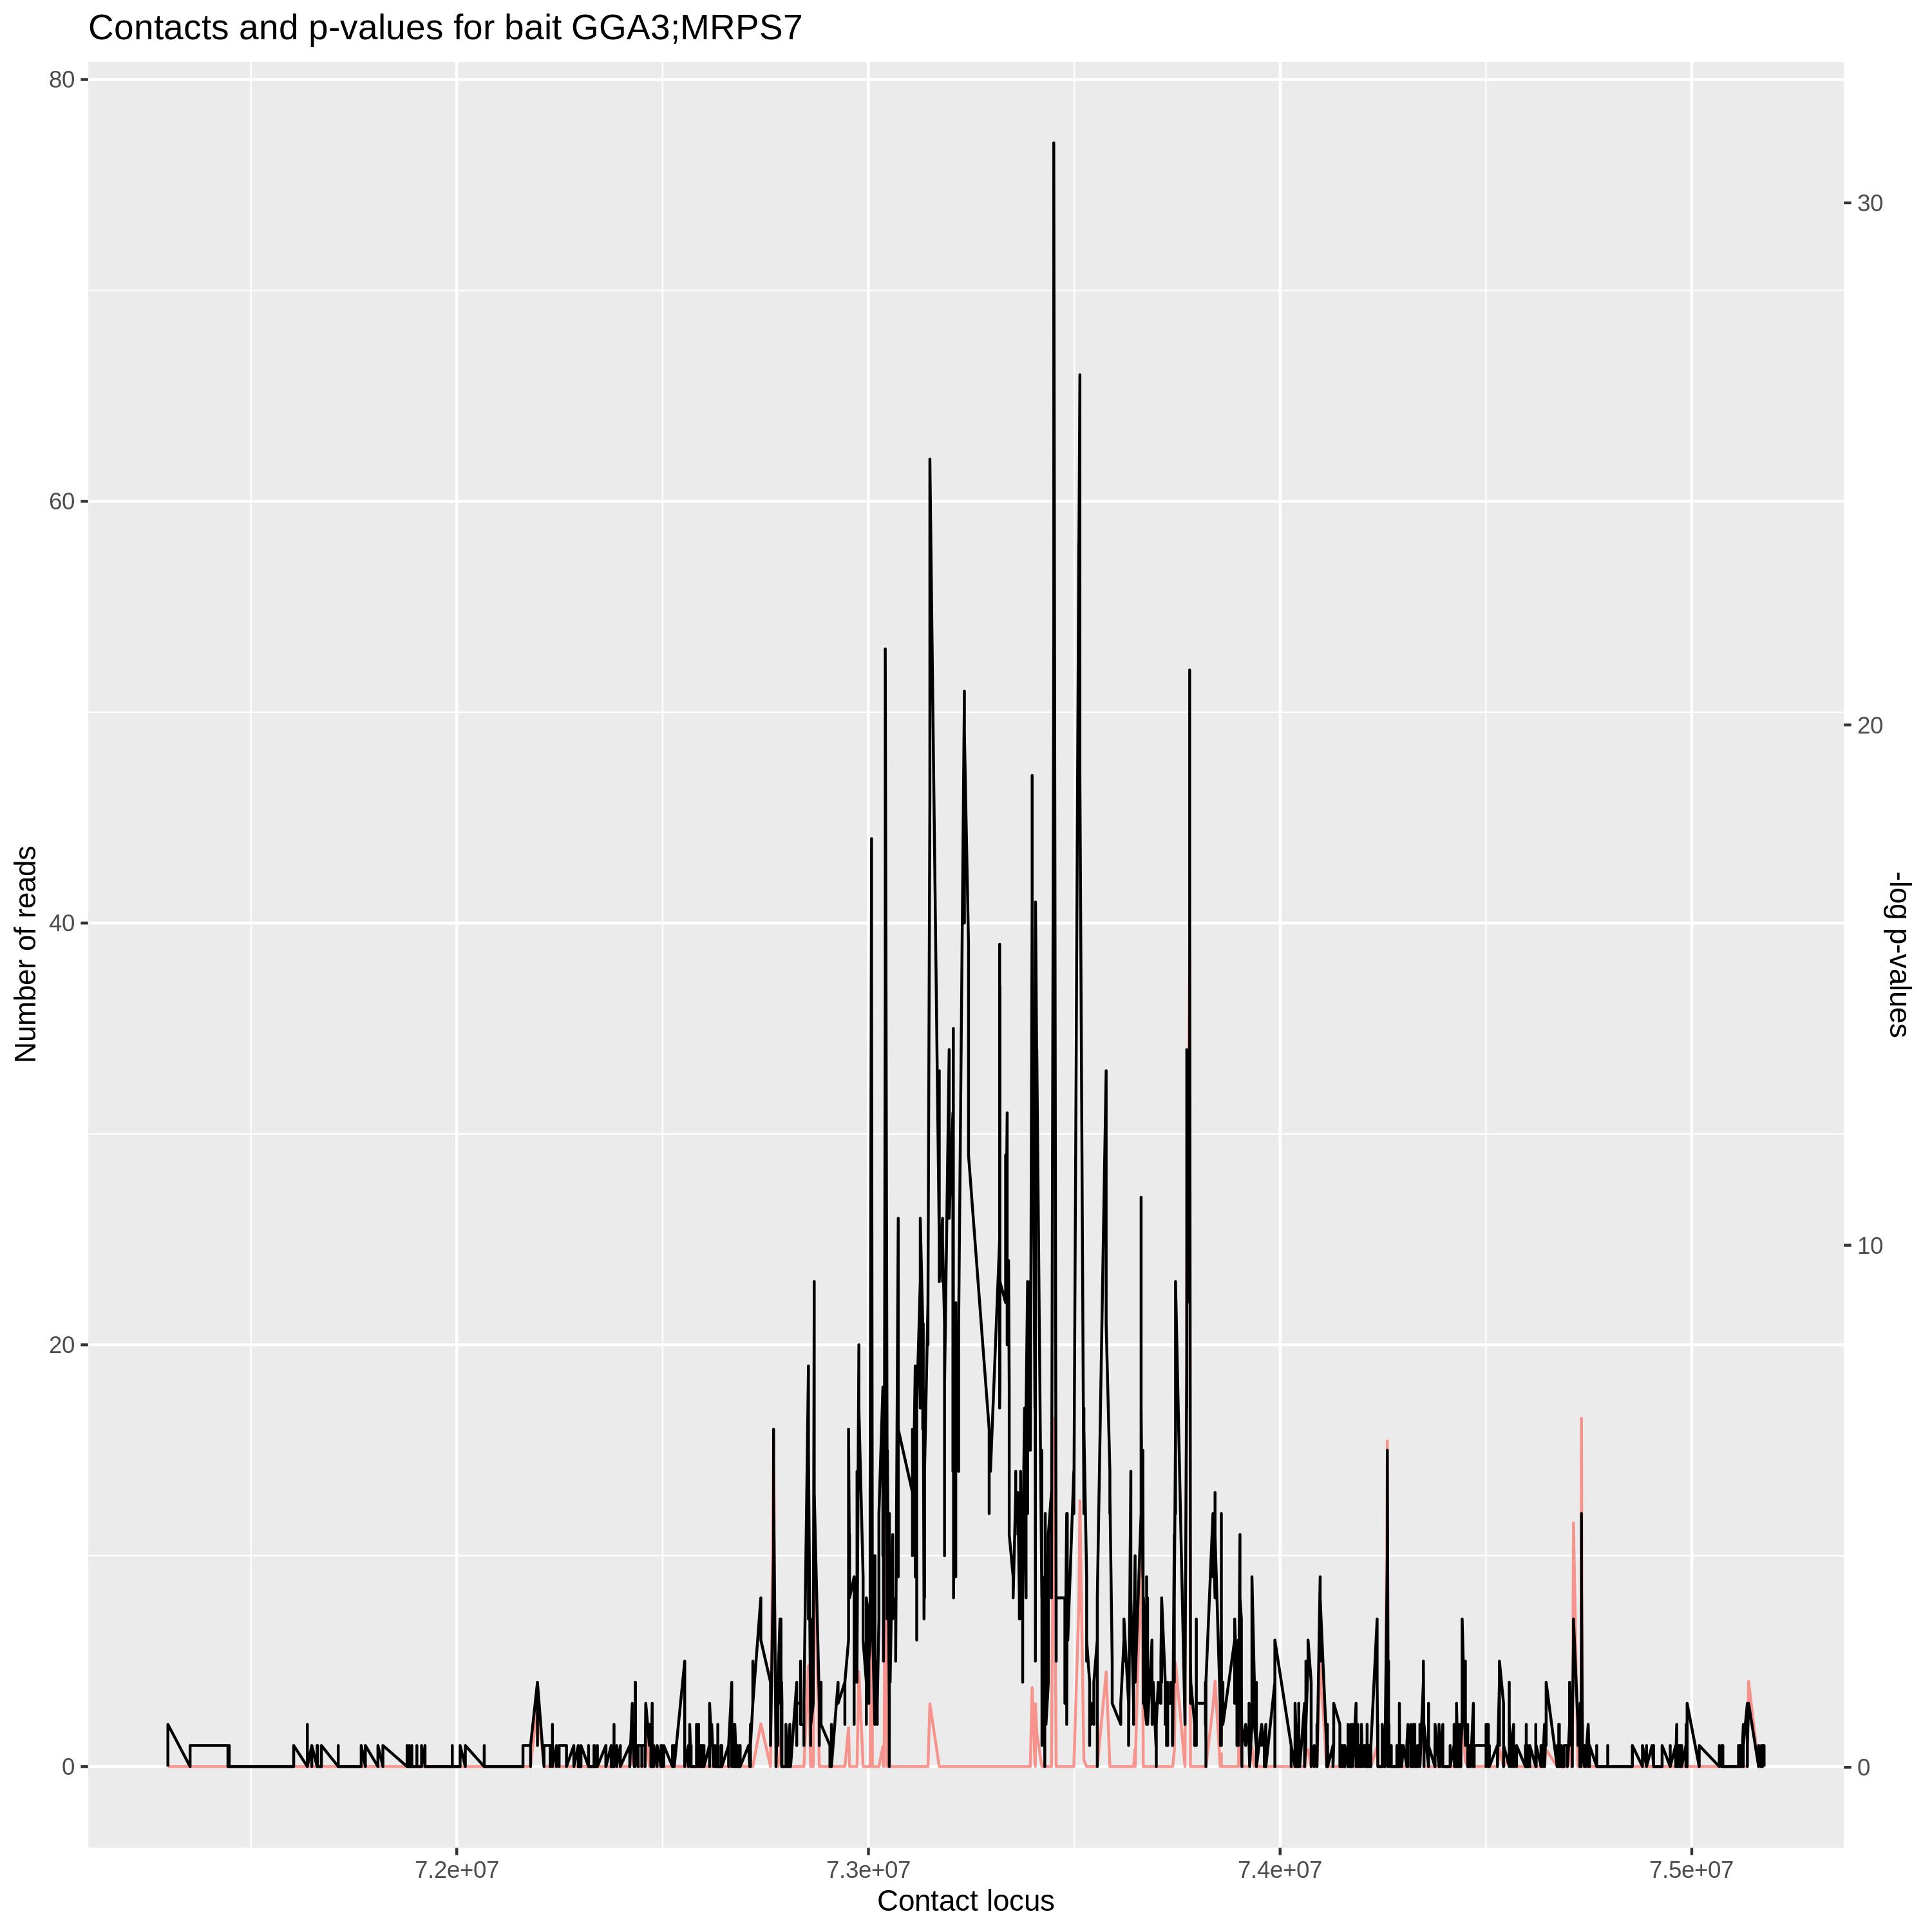 Contacts and p-values for bait GGA3;MRPS7
80
60
40
20
0
30
20
10
0
Number of reads
-log p-values
7.2e+07 7.3e+07 7.4e+07 7.5e+07
Contact locus